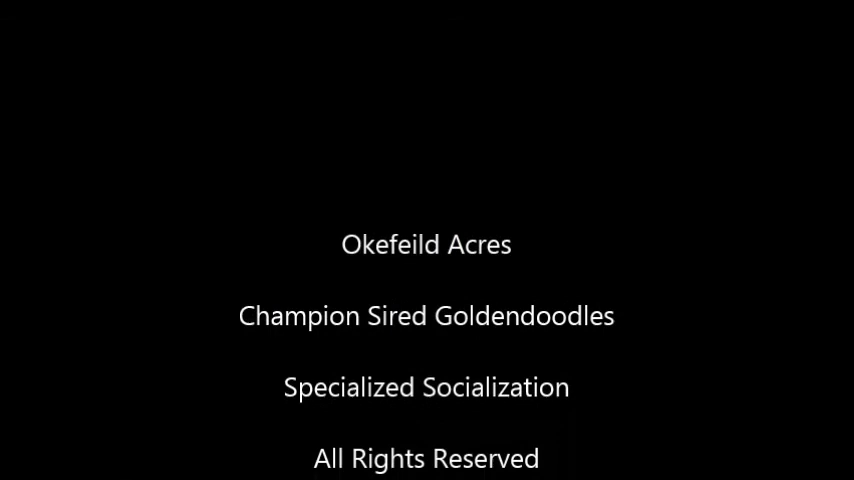 Okefeild Acres
Champion Sired Goldendoodles
Specialized Socialization
All Rights Reserved